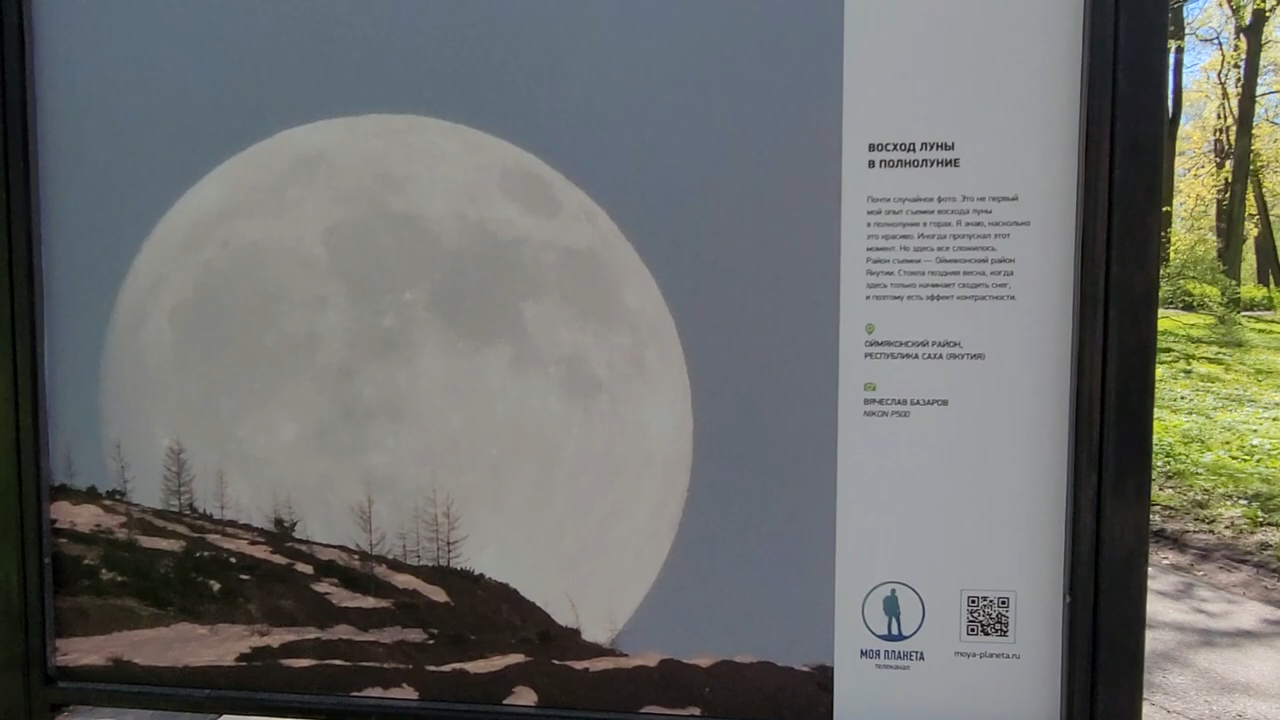 ВОСХОД ЛУНЫ
В ПОЛНОЛУНИЕ
Почти случайное фото. Это не первый
мой опыт съемки восхода луны
в полнолуние в горах. Я знаю, насколько
это красиво. Иногда пропускал этот
момент. Но здесь все сложилось.
Район съемки — Оймяконский район
Якутии. Стояла поздняя весна, когда
здесь только начинает сходить снег,
и поэтому есть эффект контрастности.
ОЙМЯКОНСКИЙ РАЙОН,
РЕСПУБЛИКА САХА (ЯКУТИЯ)
ВЯЧЕСЛАВ БАЗАРОВ
NIKON P500
МОЯ ПЛАНЕТА
телеканал
moya-planeta.ru